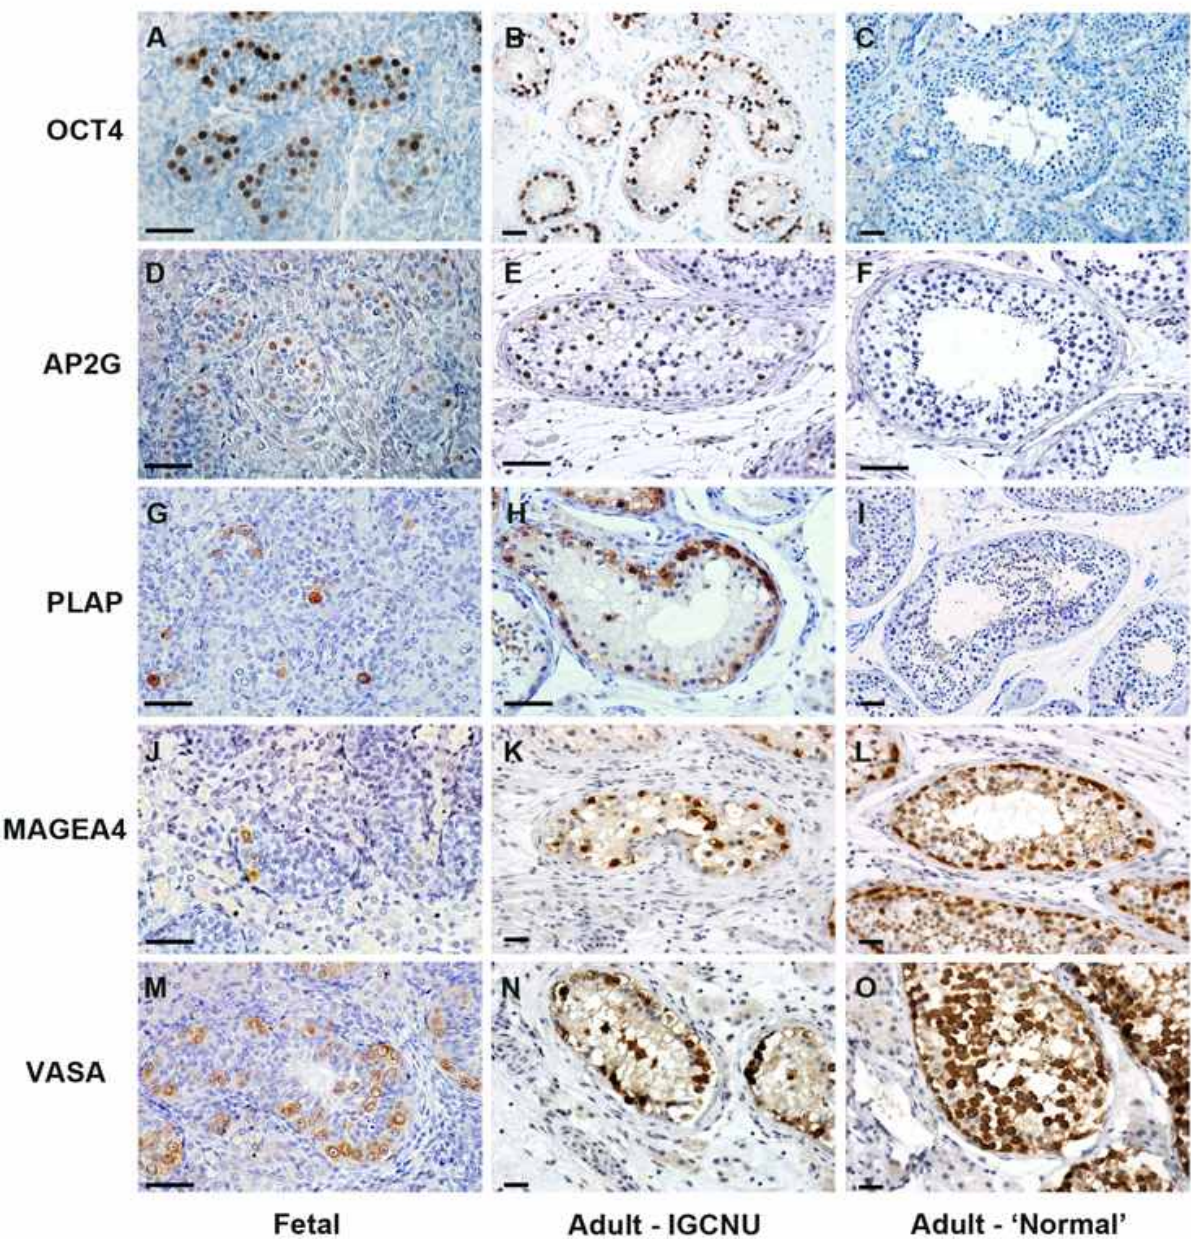 A B C
OCT4
D E F
AP2G
G H I
PLAP
J K L
MAGEA4
M N O
VASA
Fetal Adult - IGCNU Adult - ‘Normal’